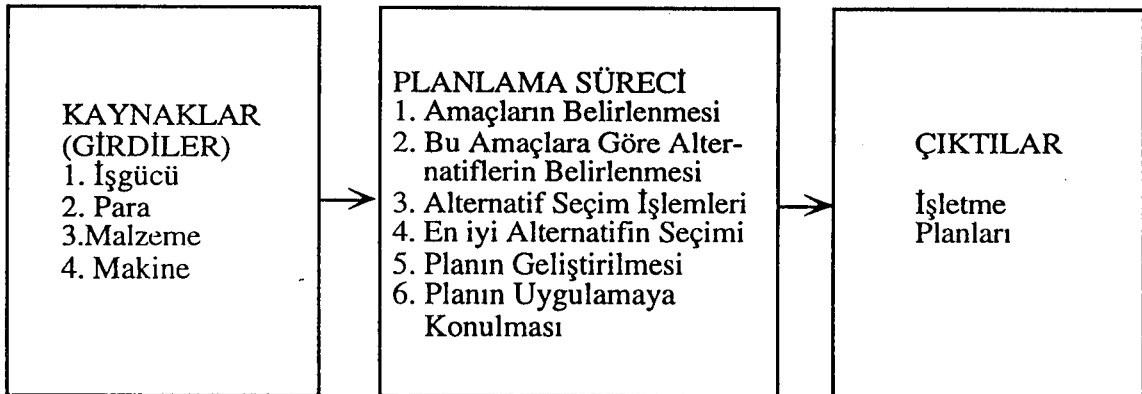 KAYNAKLAR
(GİRDİLER)
1. İşgücü
2. Para
3.Malzeme
4. Makine
PLANLAMA SÜRECİ
1. Amaçların Belirlenmesi
2. Bu Amaçlara Göre Alter-
natiflerin Belirlenmesi
3. Alternatif Seçim İşlemleri
4. En iyi Alternatifin Seçimi
5. Planın Geliştirilmesi
6. Planın Uygulamaya
Konulması
ÇIKTILAR
İşletme
Planları